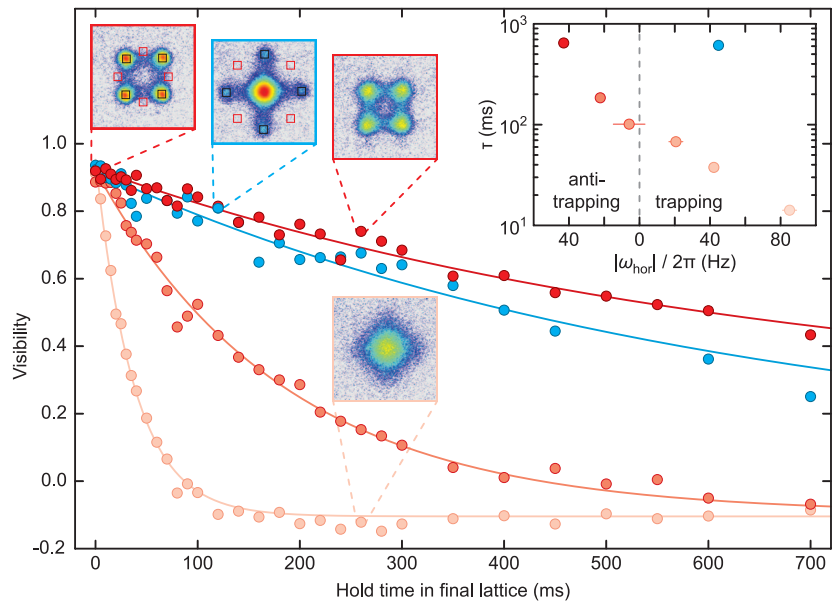 10³
10²
10¹
τ (ms)
anti-
trapping
trapping
40 0 40 80
|ω_hor| / 2π (Hz)
1.0
0.8
0.6
0.4
0.2
0.0
-0.2
Visibility
0 100 200 300 400 500 600 700
Hold time in final lattice (ms)